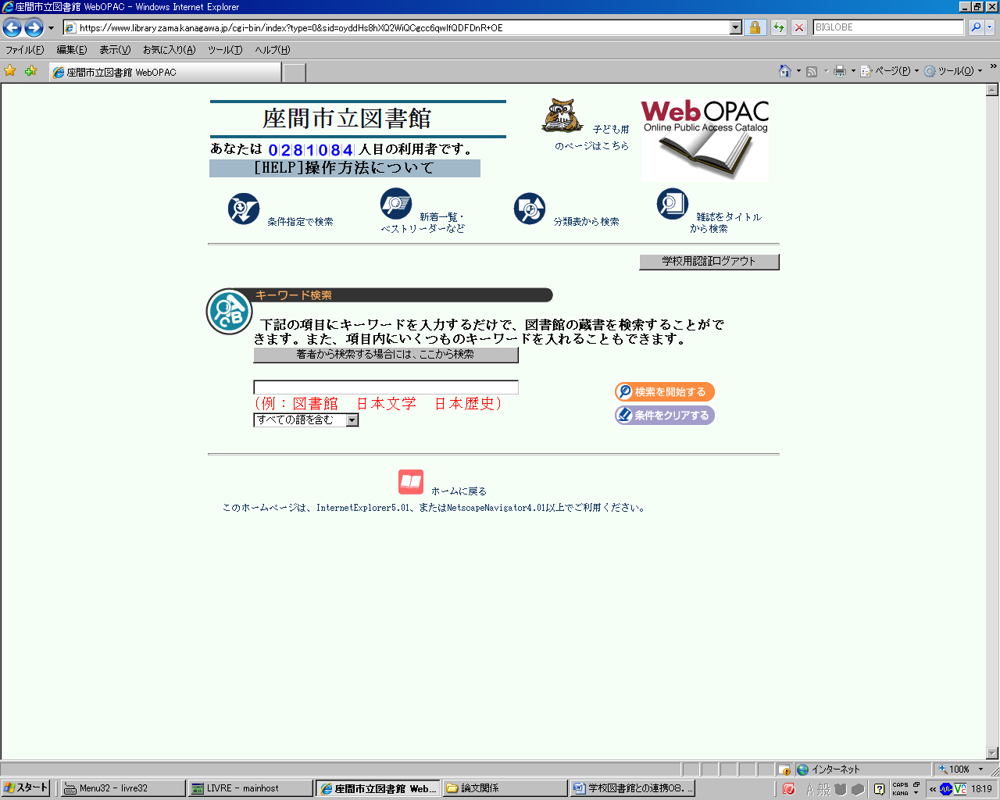 座間市立図書館 WebOPAC - Windows Internet Explorer
https://www.library.zama.kanagawa.jp/cgi-bin/index?type=0&sid=oyddHs8hXQ2WiQCgcc6qwIfQDFDnR+OE
BIGLOBE
ファイル(F) 編集(E) 表示(V) お気に入り(A) ツール(T) ヘルプ(H)
座間市立図書館 WebOPAC
ページ(P) ツール(O)
座間市立図書館
あなたは 0281084 人目の利用者です。
[HELP]操作方法について
子ども用
のページはこちら
Web OPAC
Online Public Access Catalog
条件指定で検索
新着一覧・
ベストリーダーなど
分類表から検索
雑誌をタイトル
から検索
学校用認証ログアウト
キーワード検索
下記の項目にキーワードを入力するだけで、図書館の蔵書を検索することがで
きます。また、項目内にいくつものキーワードを入れることもできます。
著者から検索する場合には、ここから検索
(例：図書館　日本文学　日本歴史)
すべての語を含む
検索を開始する
条件をクリアする
ホームに戻る
このホームページは、InternetExplorer5.01、またはNetscapeNavigator4.01以上でご利用ください。
インターネット 100%
スタート Menu32 - livre32 LIVRE - mainhost 座間市立図書館 Web... 論文関係 学校図書館との連携08. ... A 般 CAPS KANA 18:19